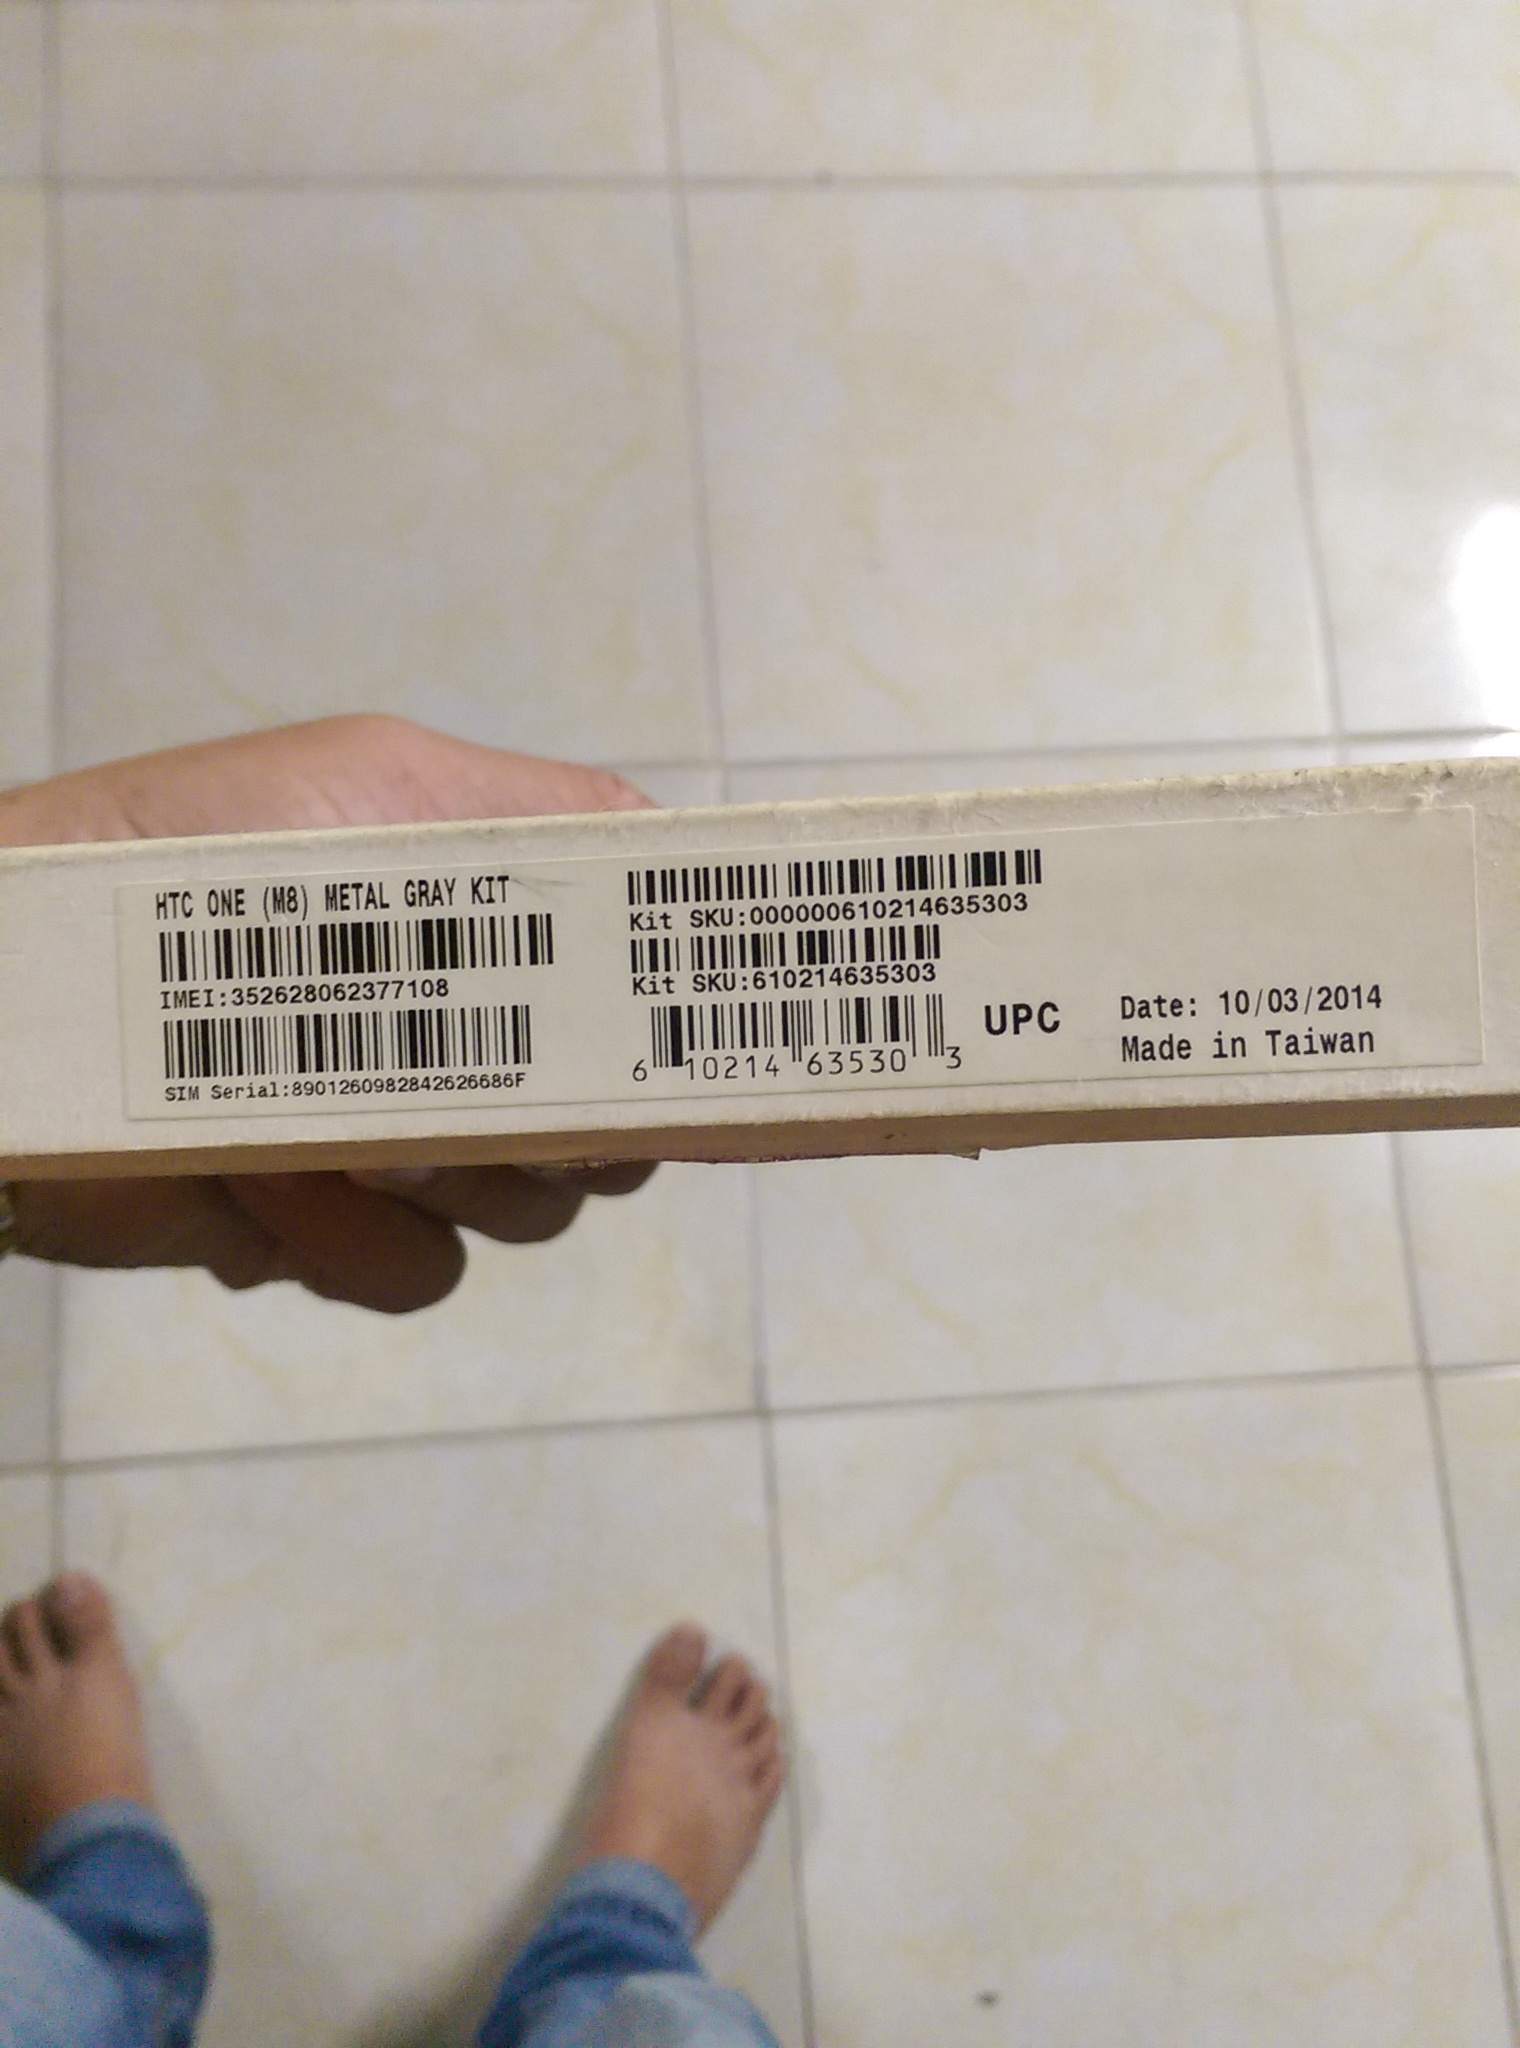 HTC ONE (M8) METAL GRAY KIT
IMEI:352628062377108
SIM Serial:8901260982842626686F
Kit SKU:000000610214635303
Kit SKU:610214635303
6 10214 63530 3
UPC
Date: 10/03/2014
Made in Taiwan